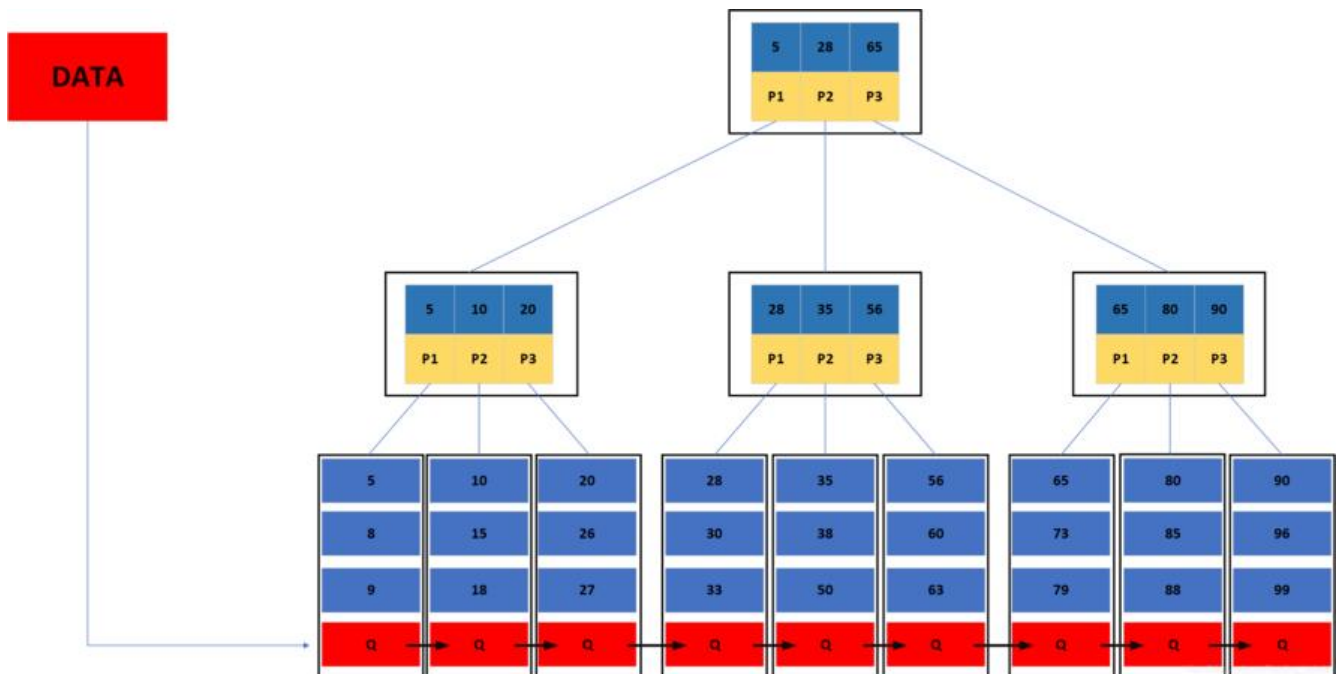 5 28 65
DATA
P1 P2 P3
5 10 20 28 35 56 65 80 90
P1 P2 P3 P1 P2 P3 P1 P2 P3
5 10 20 28 35 56 65 80 90
8 15 26 30 38 60 73 85 96
9 18 27 33 50 63 79 88 99
Q Q Q Q Q Q Q Q Q